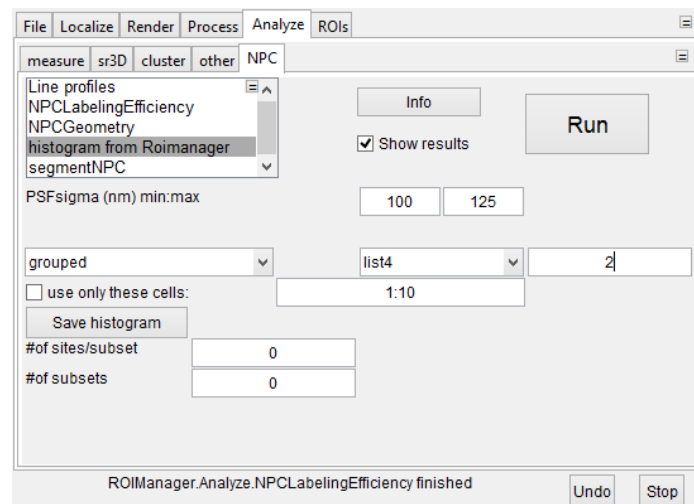 File Localize Render Process Analyze ROIs
measure sr3D cluster other NPC
Line profiles
NPCLabelingEfficiency
NPCGeometry
histogram from Roimanager
segmentNPC
Info
Show results
Run
PSFsigma (nm) min:max 100 125
grouped list4 2
use only these cells: 1:10
Save histogram
#of sites/subset 0
#of subsets 0
ROIManager.Analyze.NPCLabelingEfficiency finished
Undo Stop